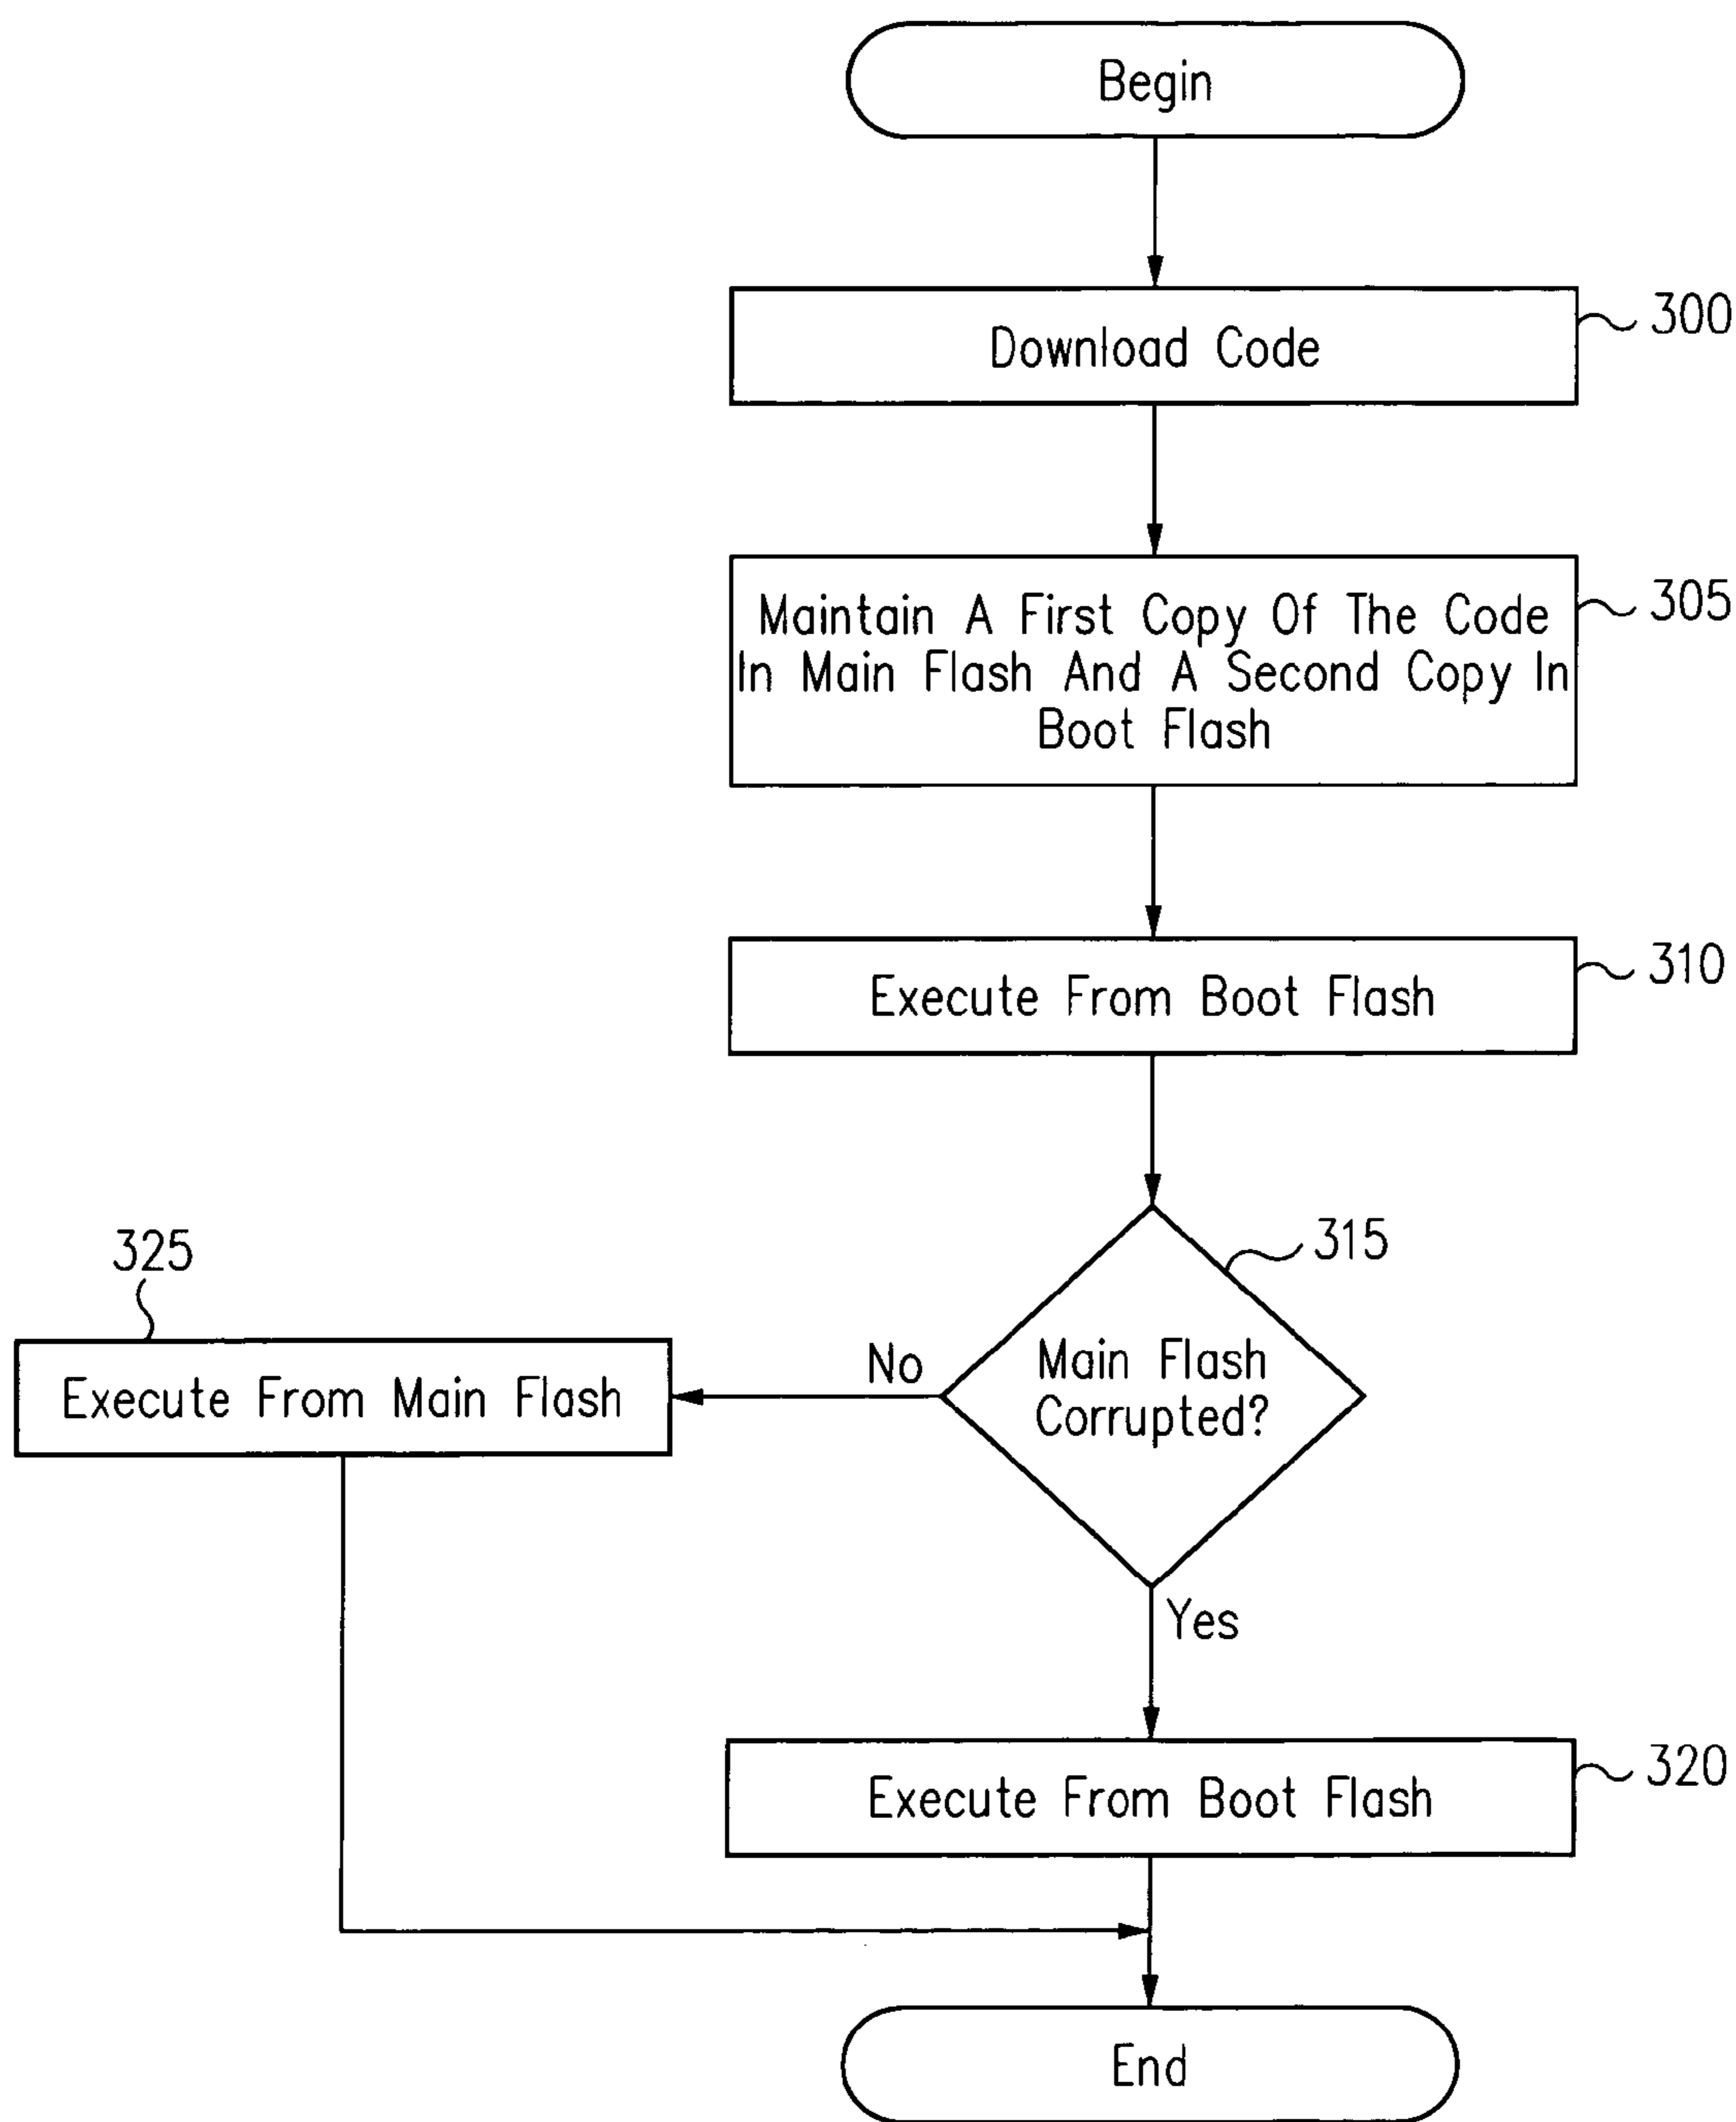 Begin
Download Code
300
Maintain A First Copy Of The Code
In Main Flash And A Second Copy In
Boot Flash
305
Execute From Boot Flash
310
315
Main Flash
Corrupted?
No
325
Execute From Main Flash
Yes
Execute From Boot Flash
320
End